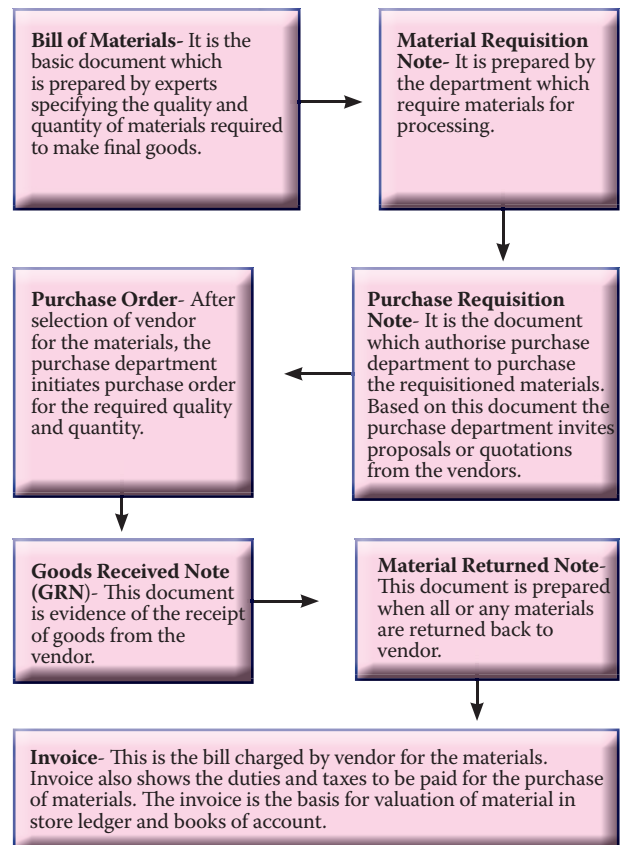 Bill of Materials- It is the
basic document which
is prepared by experts
specifying the quality and
quantity of materials required
to make final goods.
Material Requisition
Note- It is prepared by
the department which
require materials for
processing.
Purchase Requisition
Note- It is the document
which authorise purchase
department to purchase
the requisitioned materials.
Based on this document the
purchase department invites
proposals or quotations
from the vendors.
Purchase Order- After
selection of vendor
for the materials, the
purchase department
initiates purchase order
for the required quality
and quantity.
Goods Received Note
(GRN)- This document
is evidence of the receipt
of goods from the
vendor.
Material Returned Note-
This document is prepared
when all or any materials
are returned back to
vendor.
Invoice- This is the bill charged by vendor for the materials.
Invoice also shows the duties and taxes to be paid for the purchase
of materials. The invoice is the basis for valuation of material in
store ledger and books of account.